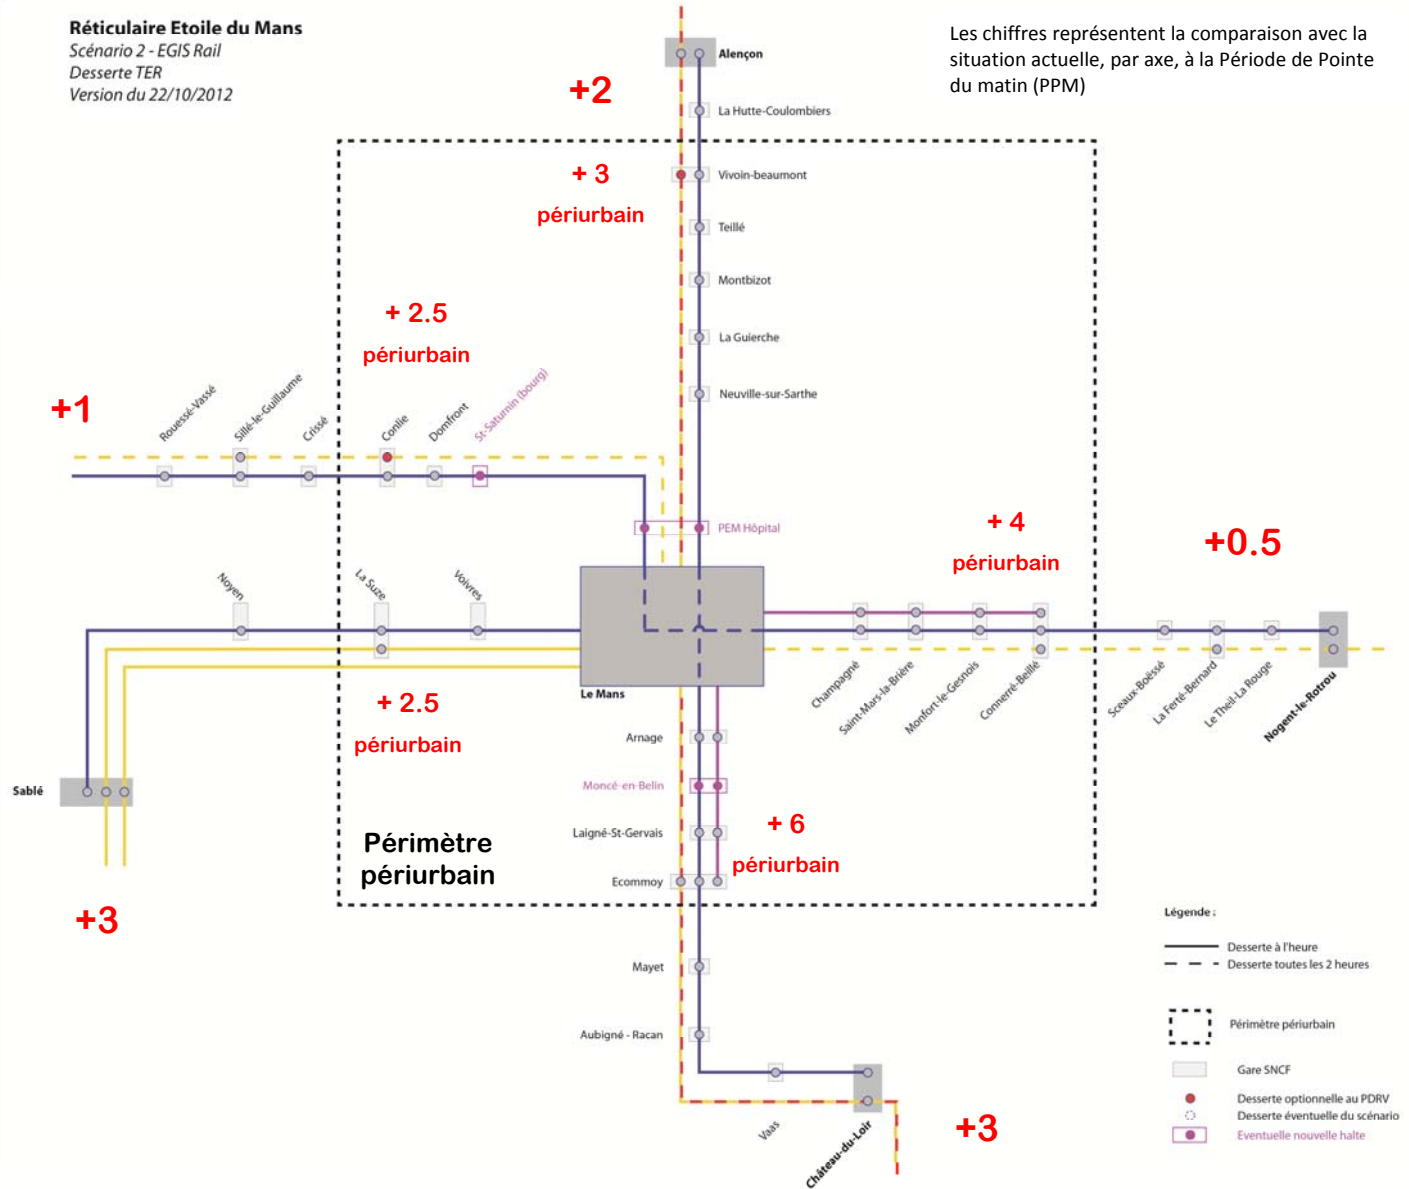 Réticulaire Etoile du Mans
Scénario 2 - EGIS Rail
Desserte TER
Version du 22/10/2012
Les chiffres représentent la comparaison avec la
situation actuelle, par axe, à la Période de Pointe
du matin (PPM)
Alençon
+2
La Hutte-Coulombiers
+ 3
périurbain
Vivoin-beaumont
Teillé
Montbizot
+ 2.5
périurbain
La Guierche
Neuville-sur-Sarthe
+1
Rouessé-Vassé
Sillé-le-Guillaume
Crissé
Conlie
Domfront
St-Saturnin (bourg)
PEM Hôpital
+ 4
périurbain
+0.5
Noyen
La Suze
Voivres
Le Mans
Champagné
Saint-Mars-la-Brière
Monfort-le-Gesnois
Connerré-Beillé
Sceaux-Boëssé
La Ferté-Bernard
Le Theil-La Rouge
Nogent-le-Rotrou
+ 2.5
périurbain
Arnage
Sablé
Moncé-en-Belin
Laigné-St-Gervais
+ 6
périurbain
Périmètre
périurbain
Ecommoy
+3
Mayet
Aubigné - Racan
Vaas
Château-du-Loir
+3
Légende :
Desserte à l'heure
Desserte toutes les 2 heures
Périmètre périurbain
Gare SNCF
Desserte optionnelle au PDRV
Desserte éventuelle du scénario
Eventuelle nouvelle halte